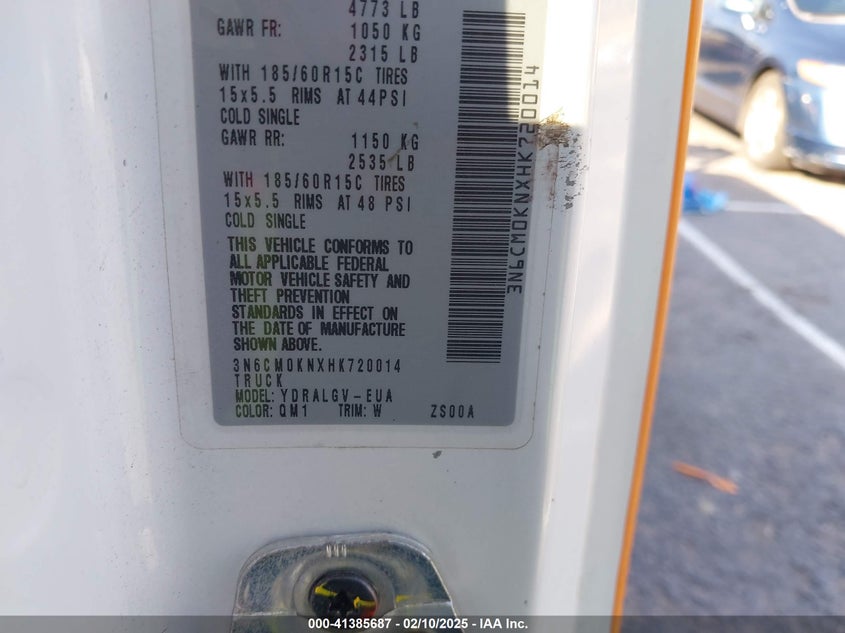 4773 LB
GAWR FR: 1050 KG
2315 LB
WITH 185/60R15C TIRES
15x5.5 RIMS AT 44PSI
COLD SINGLE
GAWR RR: 1150 KG
2535 LB
WITH 185/60R15C TIRES
15x5.5 RIMS AT 48 PSI
COLD SINGLE
THIS VEHICLE CONFORMS TO
ALL APPLICABLE FEDERAL
MOTOR VEHICLE SAFETY AND
THEFT PREVENTION
STANDARDS IN EFFECT ON
THE DATE OF MANUFACTURE
SHOWN ABOVE.
3N6CM0KNXHK720014
TRUCK
MODEL: YDRALGV-EUA
COLOR: QM1 TRIM: W ZS00A
3N6CM0KNXHK720014
000-41385687 - 02/10/2025 - IAA Inc.